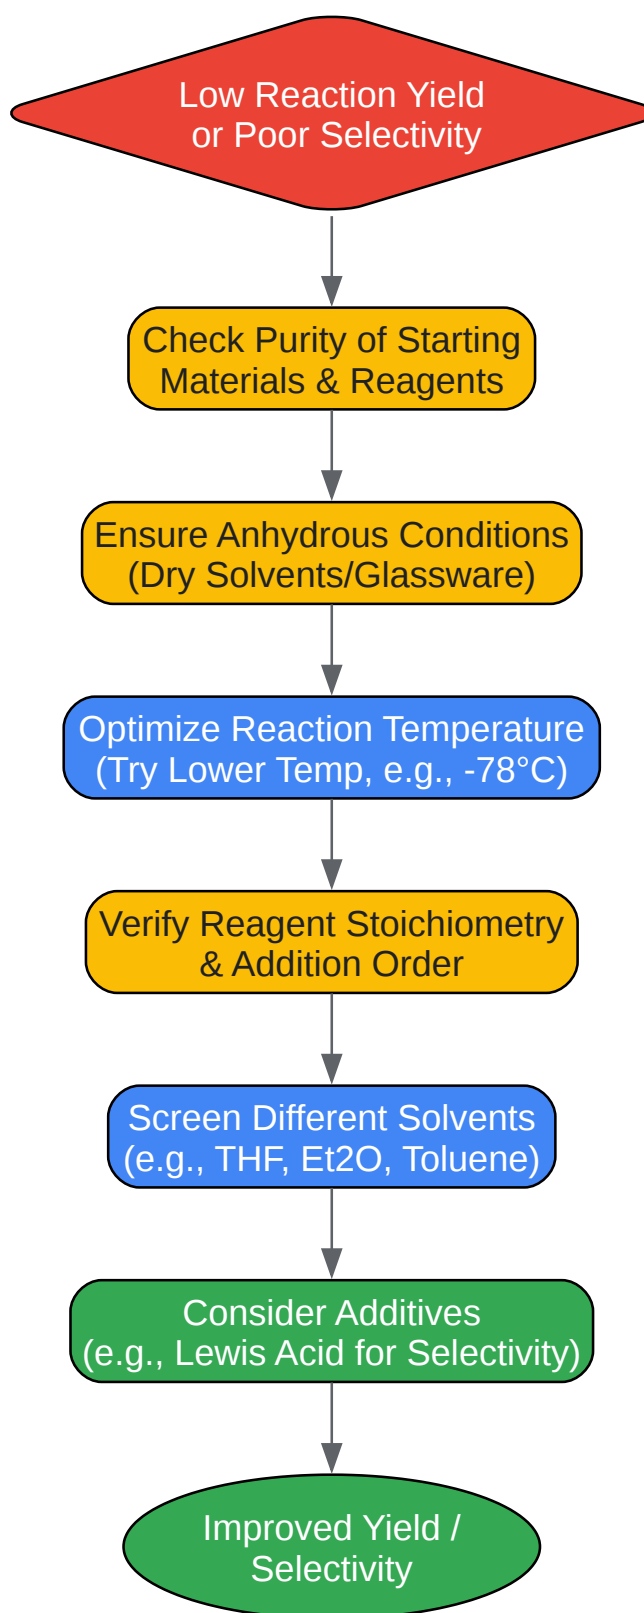 Low Reaction Yield
or Poor Selectivity
Check Purity of Starting
Materials & Reagents
Ensure Anhydrous Conditions
(Dry Solvents/Glassware)
Optimize Reaction Temperature
(Try Lower Temp, e.g., -78°C)
Verify Reagent Stoichiometry
& Addition Order
Screen Different Solvents
(e.g., THF, Et2O, Toluene)
Consider Additives
(e.g., Lewis Acid for Selectivity)
Improved Yield /
Selectivity